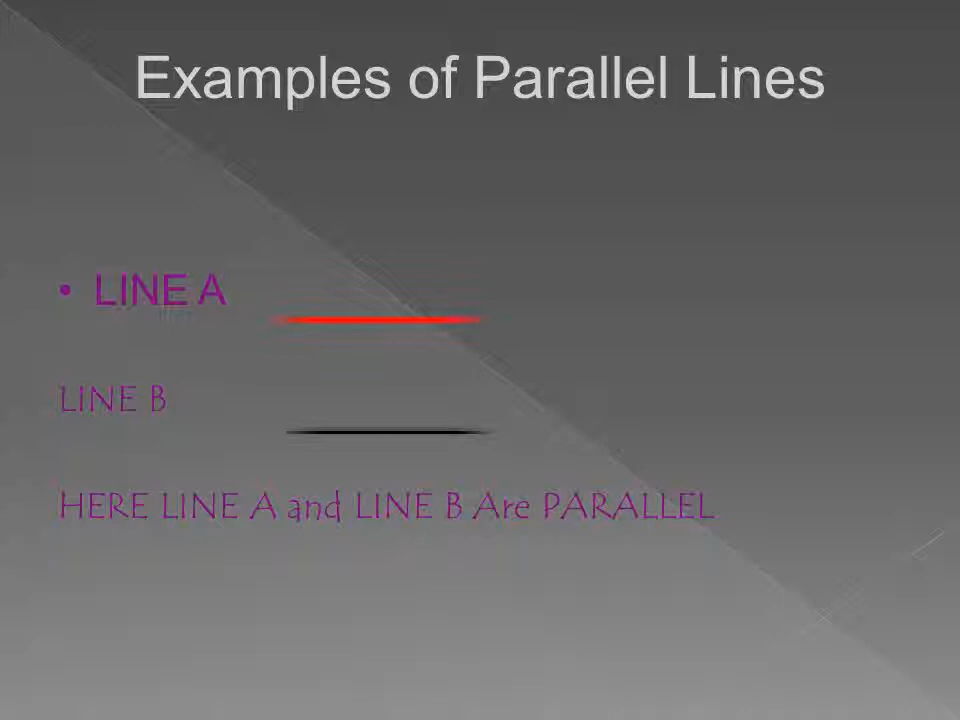 Examples of Parallel Lines
• LINE A
LINE B
HERE LINE A and LINE B Are PARALLEL